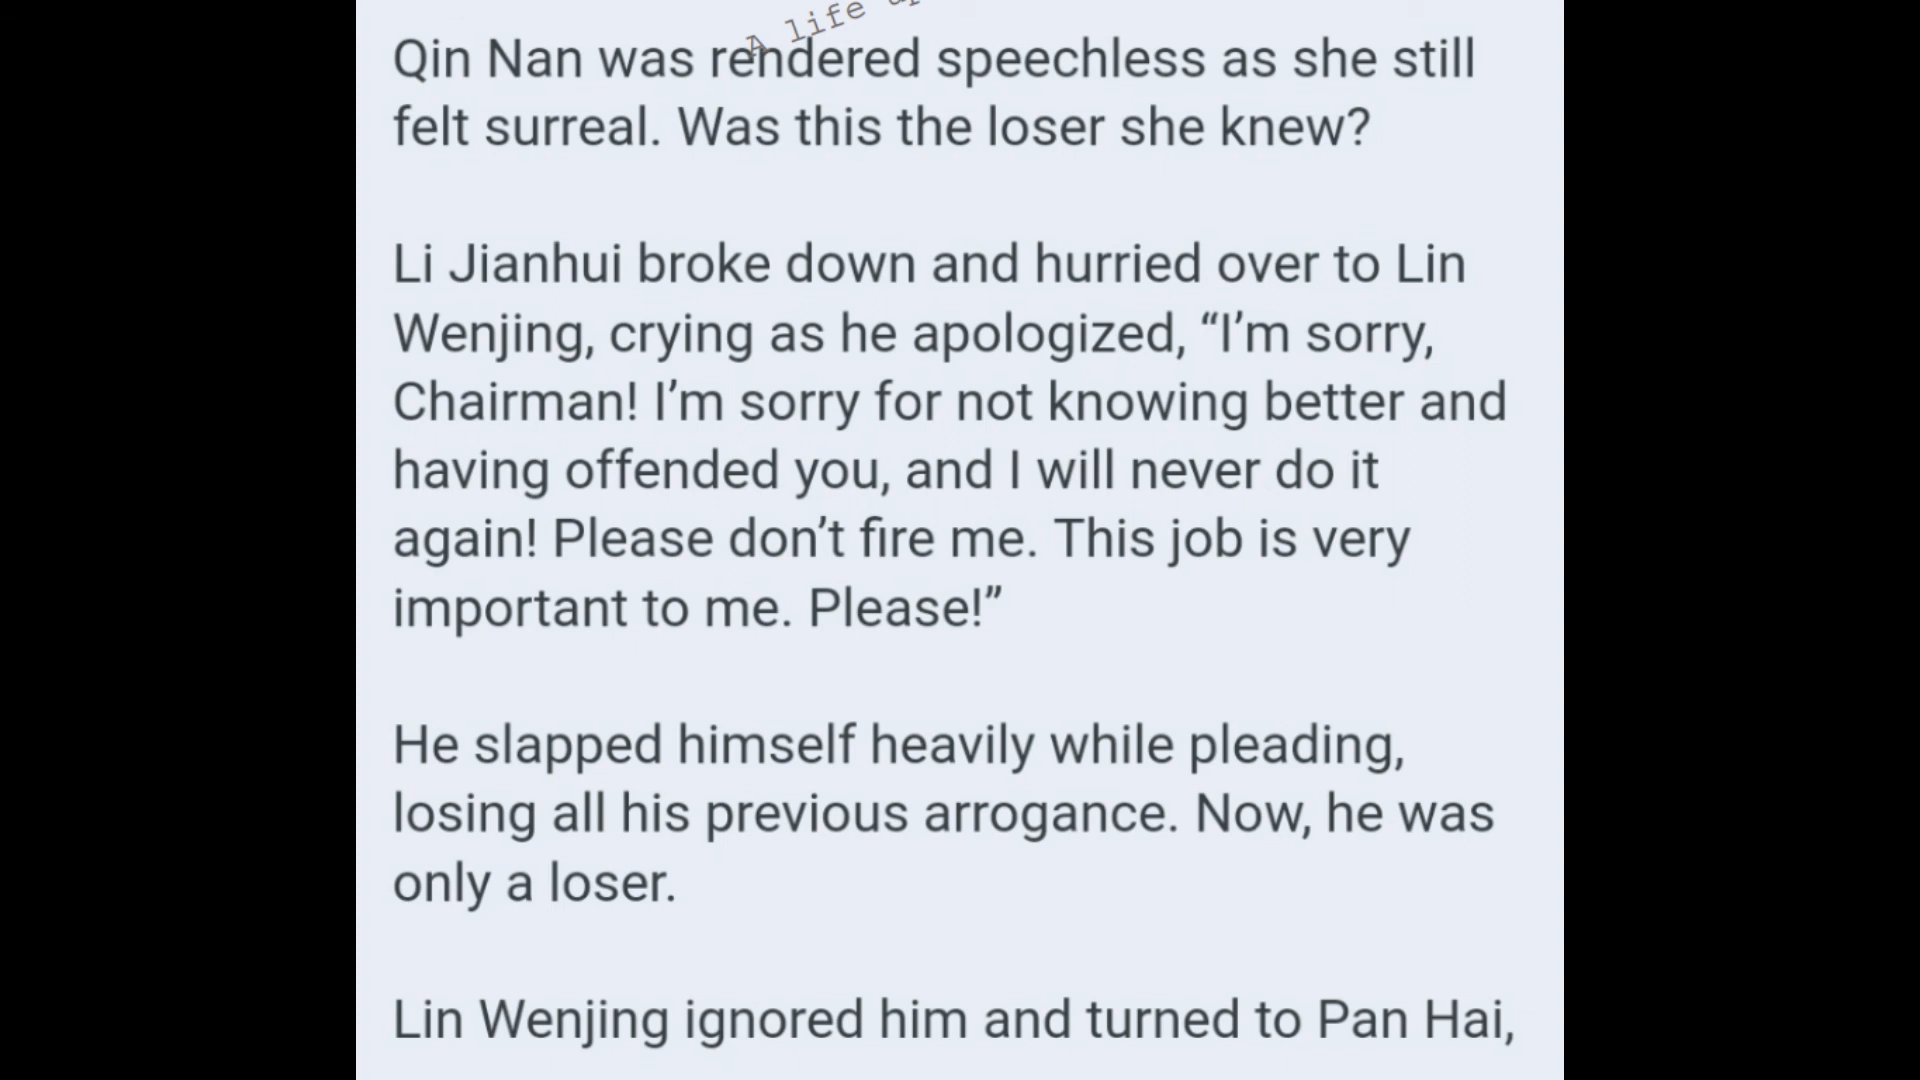 A life
Qin Nan was rendered speechless as she still
felt surreal. Was this the loser she knew?
Li Jianhui broke down and hurried over to Lin
Wenjing, crying as he apologized, “I’m sorry,
Chairman! I’m sorry for not knowing better and
having offended you, and I will never do it
again! Please don’t fire me. This job is very
important to me. Please!”
He slapped himself heavily while pleading,
losing all his previous arrogance. Now, he was
only a loser.
Lin Wenjing ignored him and turned to Pan Hai,